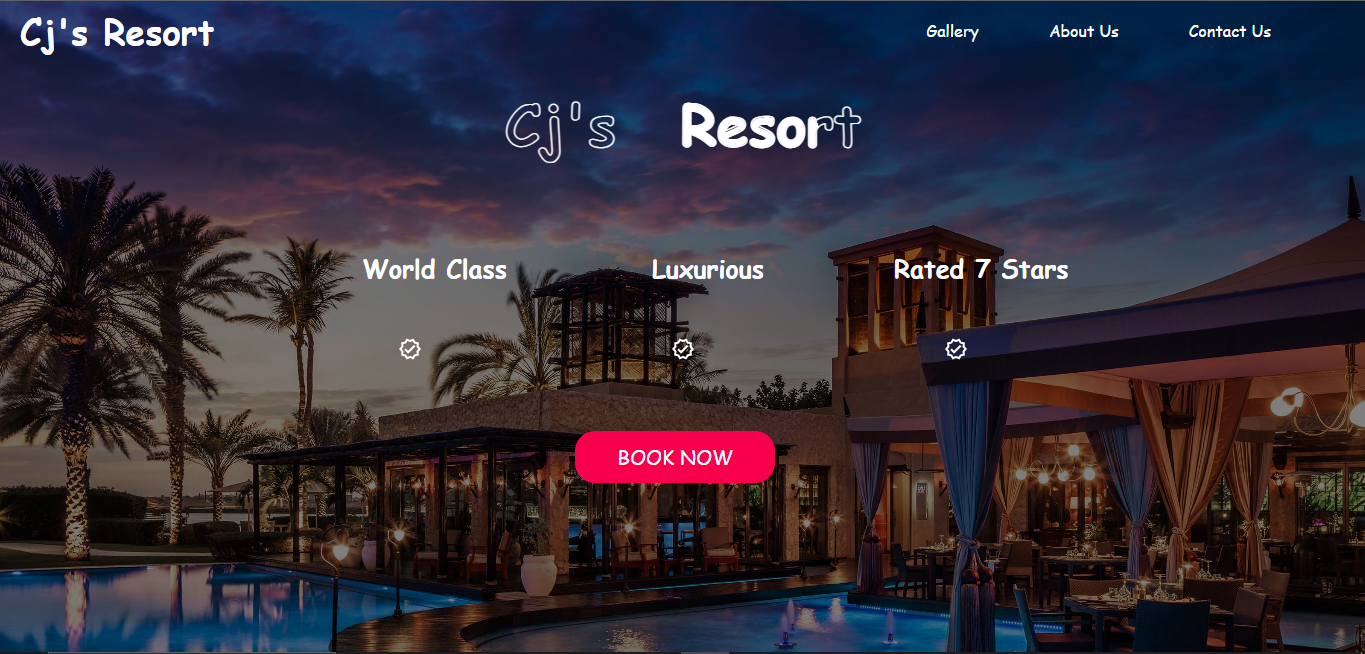 Cj's Resort
Gallery About Us Contact Us
Cj's Resort
World Class Luxurious Rated 7 Stars
BOOK NOW